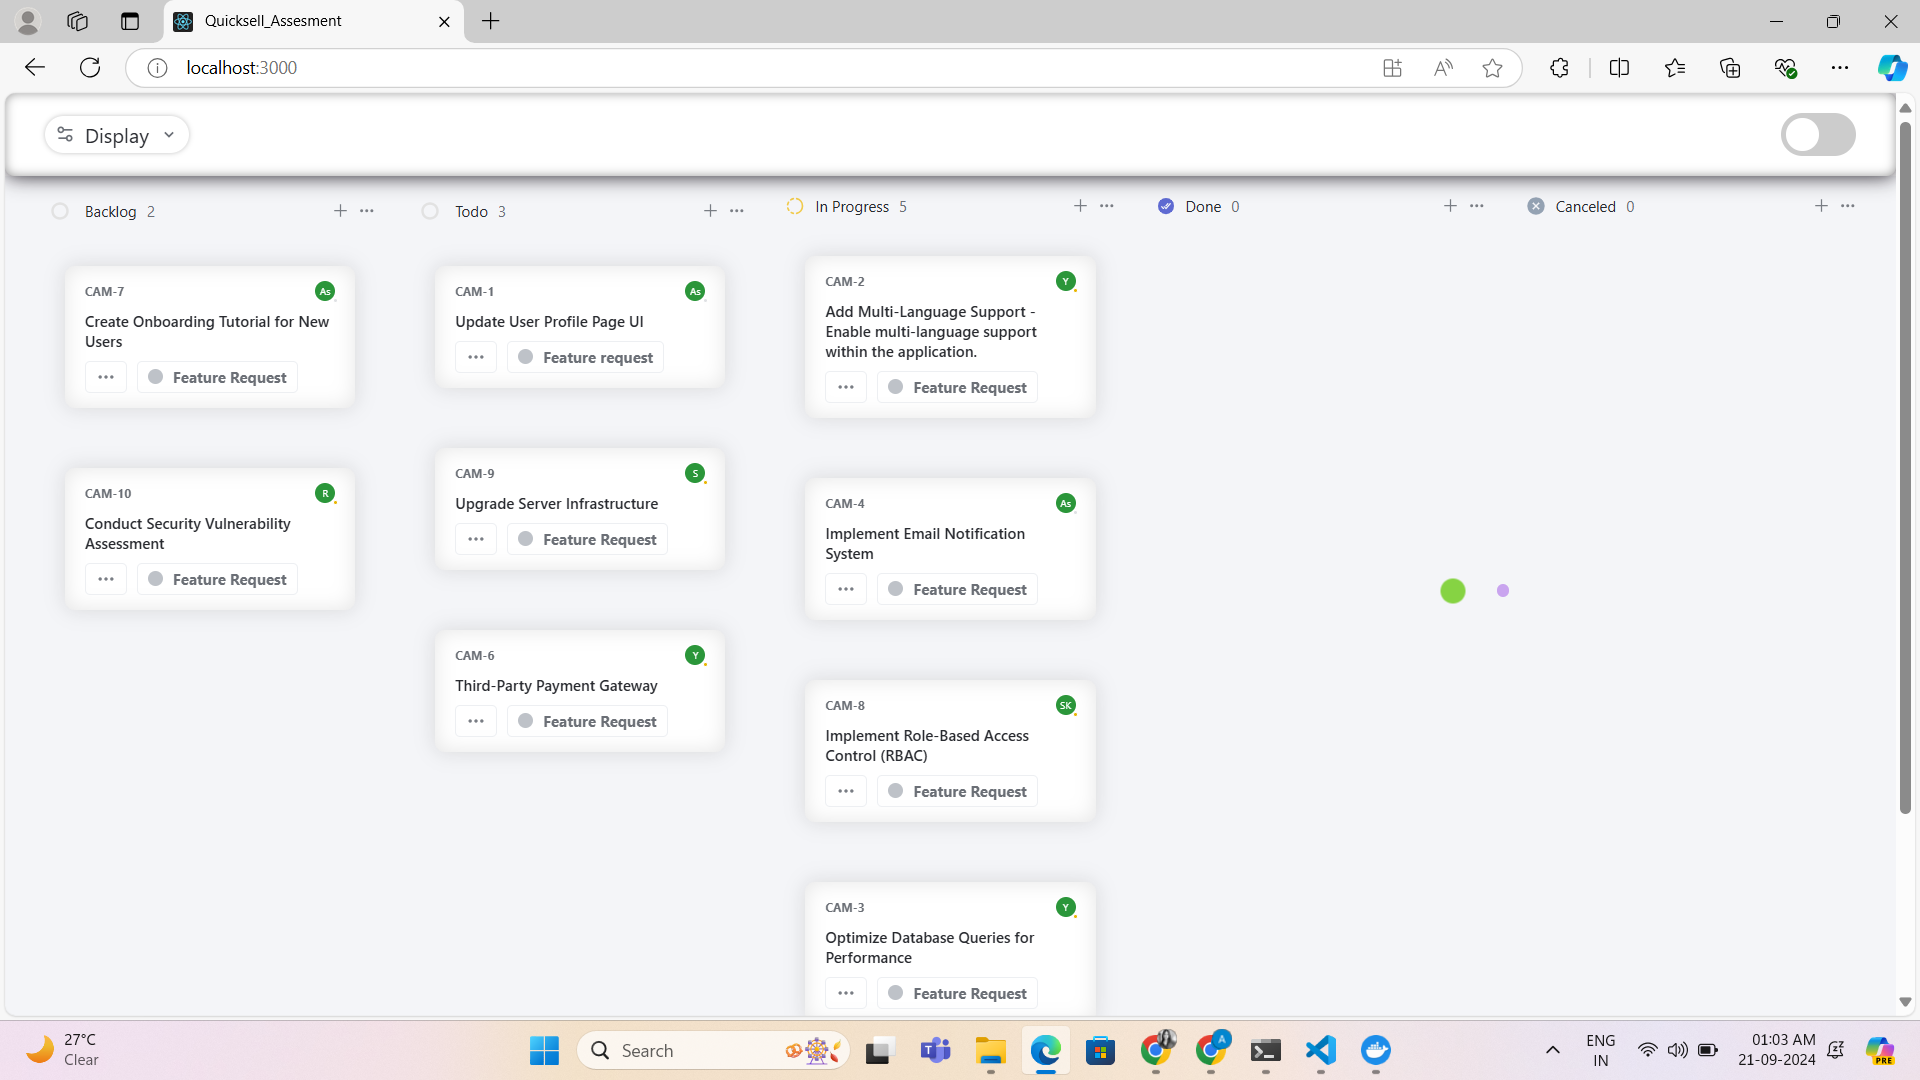 Quicksell_Assesment
localhost:3000
Display
Backlog 2
CAM-7
As
Create Onboarding Tutorial for New
Users
Feature Request
CAM-10
R
Conduct Security Vulnerability
Assessment
Feature Request
Todo 3
CAM-1
As
Update User Profile Page UI
Feature request
CAM-9
S
Upgrade Server Infrastructure
Feature Request
CAM-6
Y
Third-Party Payment Gateway
Feature Request
In Progress 5
CAM-2
Y
Add Multi-Language Support -
Enable multi-language support
within the application.
Feature Request
CAM-4
As
Implement Email Notification
System
Feature Request
CAM-8
SK
Implement Role-Based Access
Control (RBAC)
Feature Request
CAM-3
Y
Optimize Database Queries for
Performance
Feature Request
Done 0
Canceled 0
27°C
Clear
Search
A
ENG
IN
01:03 AM
21-09-2024
PRE